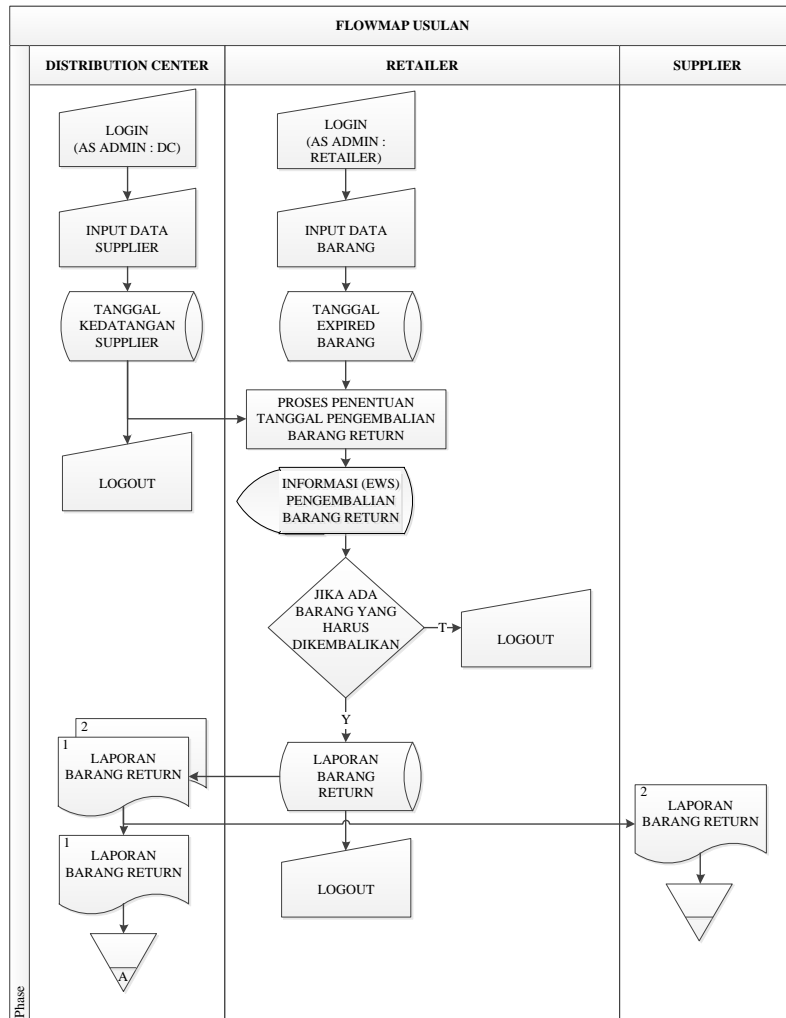 FLOWMAP USULAN
DISTRIBUTION CENTER
RETAILER
SUPPLIER
LOGIN
(AS ADMIN : DC)
LOGIN
(AS ADMIN :
RETAILER)
INPUT DATA
SUPPLIER
INPUT DATA
BARANG
TANGGAL
KEDATANGAN
SUPPLIER
TANGGAL
EXPIRED
BARANG
PROSES PENENTUAN
TANGGAL PENGEMBALIAN
BARANG RETURN
LOGOUT
INFORMASI (EWS)
PENGEMBALIAN
BARANG RETURN
JIKA ADA
BARANG YANG
HARUS
DIKEMBALIKAN
T
LOGOUT
Y
2
1
LAPORAN
BARANG RETURN
LAPORAN
BARANG
RETURN
2
LAPORAN
BARANG RETURN
1
LAPORAN
BARANG RETURN
LOGOUT
A
Phase